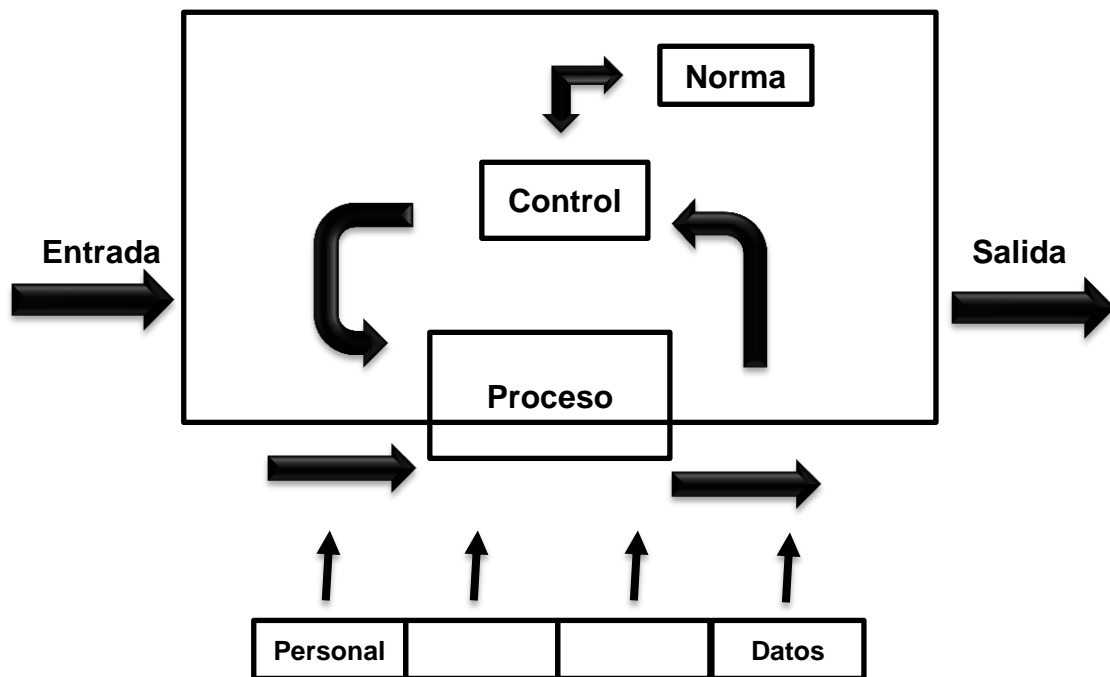 Norma
Control
Entrada
Salida
Proceso
Personal
Datos